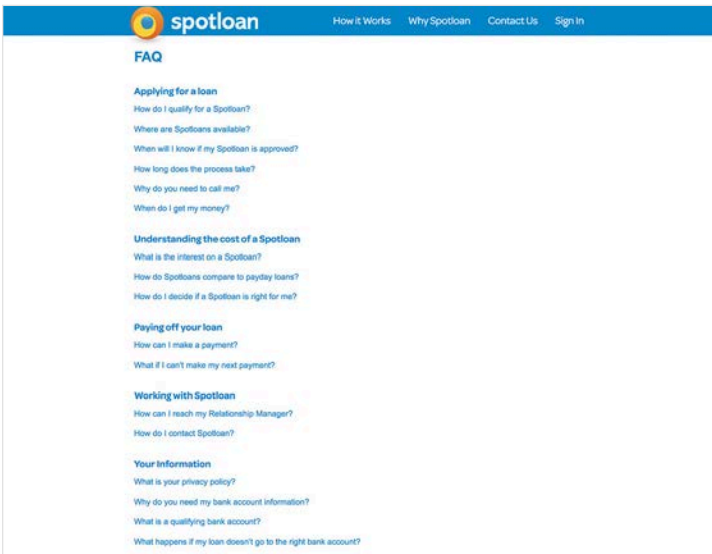 spotloan
How it Works Why Spotloan Contact Us Sign In
FAQ
Applying for a loan
How do I qualify for a Spotloan?
Where are Spotloans available?
When will I know if my Spotloan is approved?
How long does the process take?
Why do you need to call me?
When do I get my money?
Understanding the cost of a Spotloan
What is the interest on a Spotloan?
How do Spotloans compare to payday loans?
How do I decide if a Spotloan is right for me?
Paying off your loan
How can I make a payment?
What if I can't make my next payment?
Working with Spotloan
How can I reach my Relationship Manager?
How do I contact Spotloan?
Your Information
What is your privacy policy?
Why do you need my bank account information?
What is a qualifying bank account?
What happens if my loan doesn't go to the right bank account?